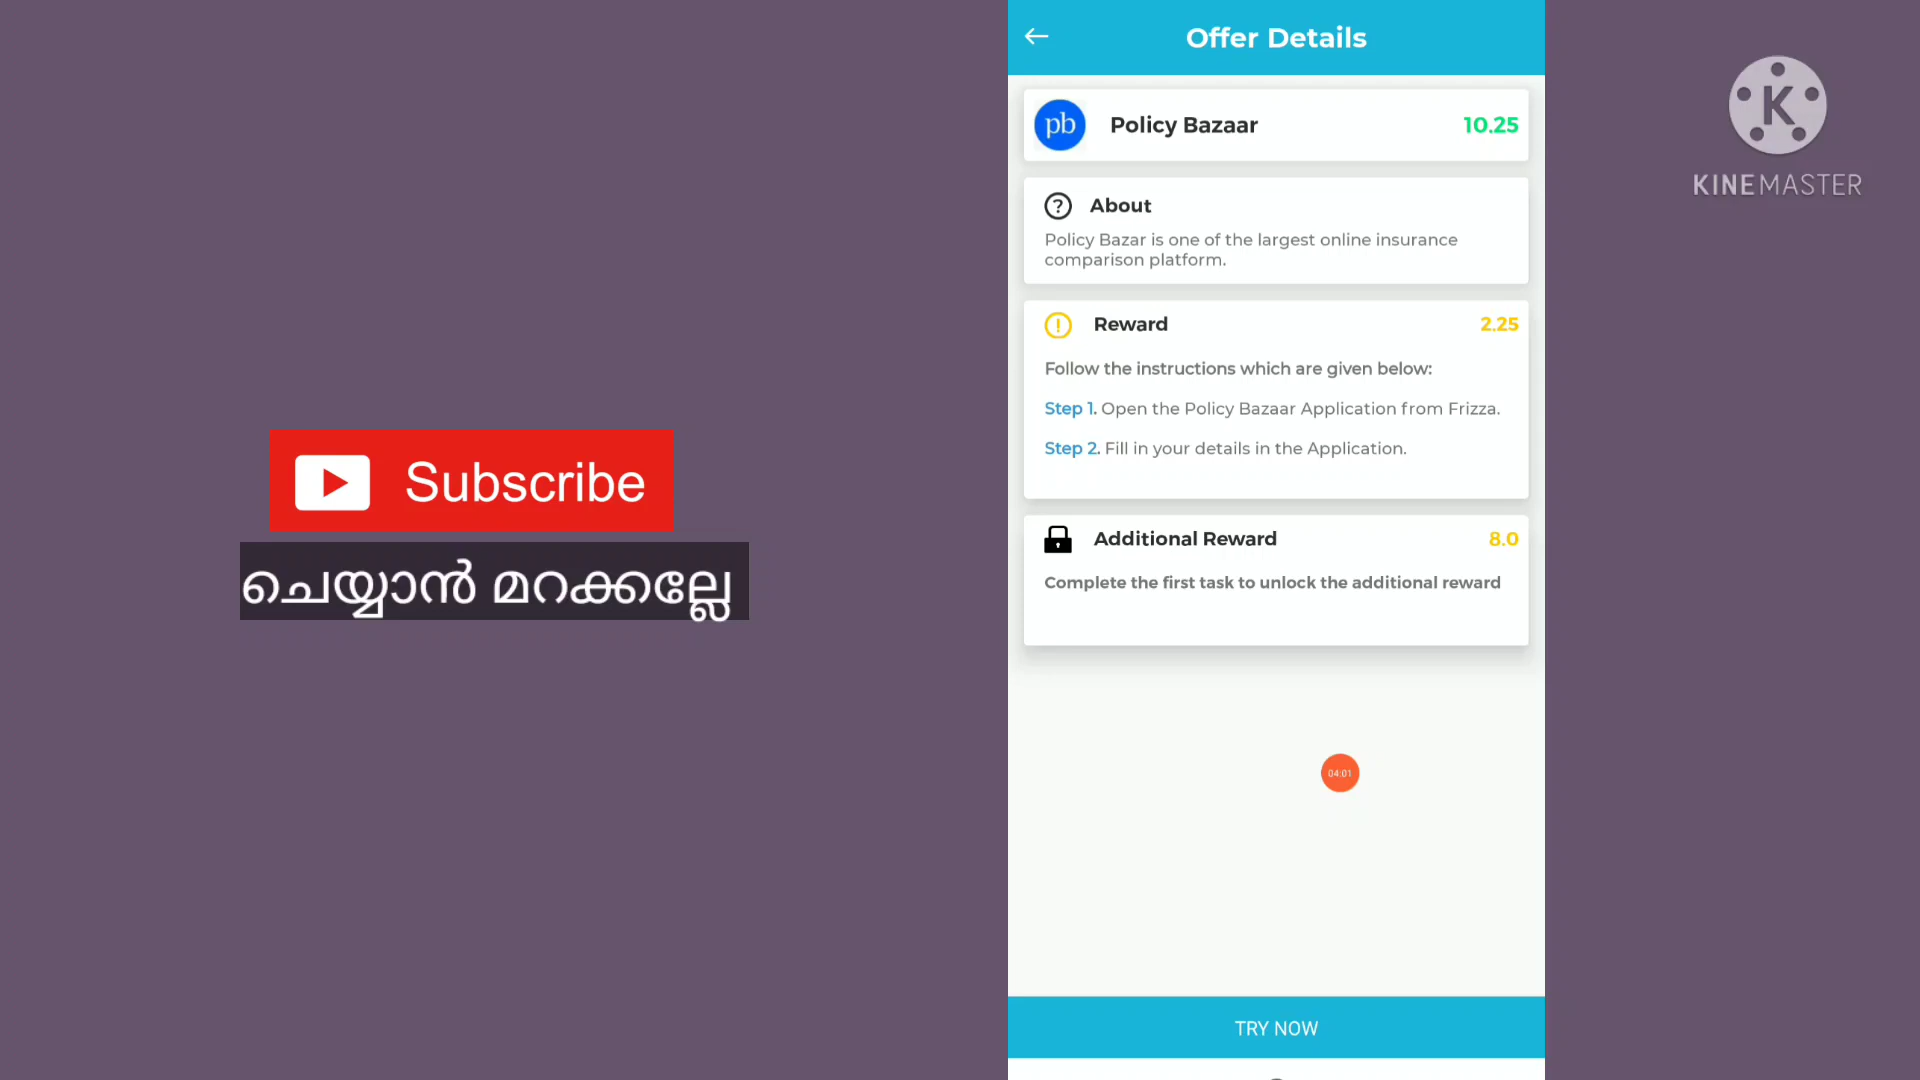 Subscribe
ചെയ്യാൻ മറക്കല്ലേ
Offer Details
pb Policy Bazaar 10.25
About
Policy Bazar is one of the largest online insurance
comparison platform.
Reward 2.25
Follow the instructions which are given below:
Step 1. Open the Policy Bazaar Application from Frizza.
Step 2. Fill in your details in the Application.
Additional Reward 8.0
Complete the first task to unlock the additional reward
04:01
TRY NOW
K
KINEMASTER